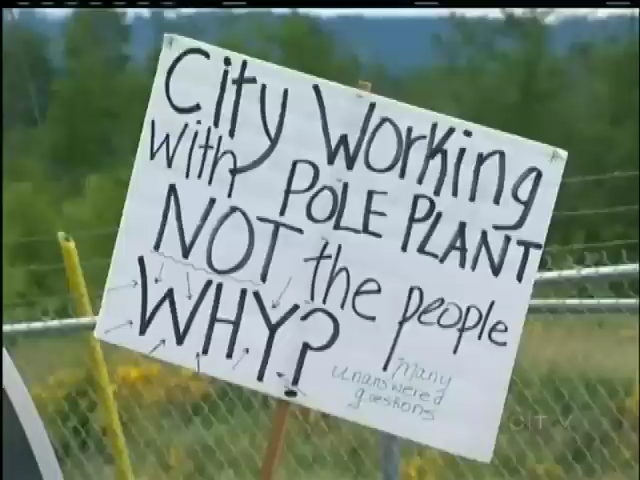 City Working
with POLE PLANT
NOT the people
WHY?
Many
unanswered
questions
CTV